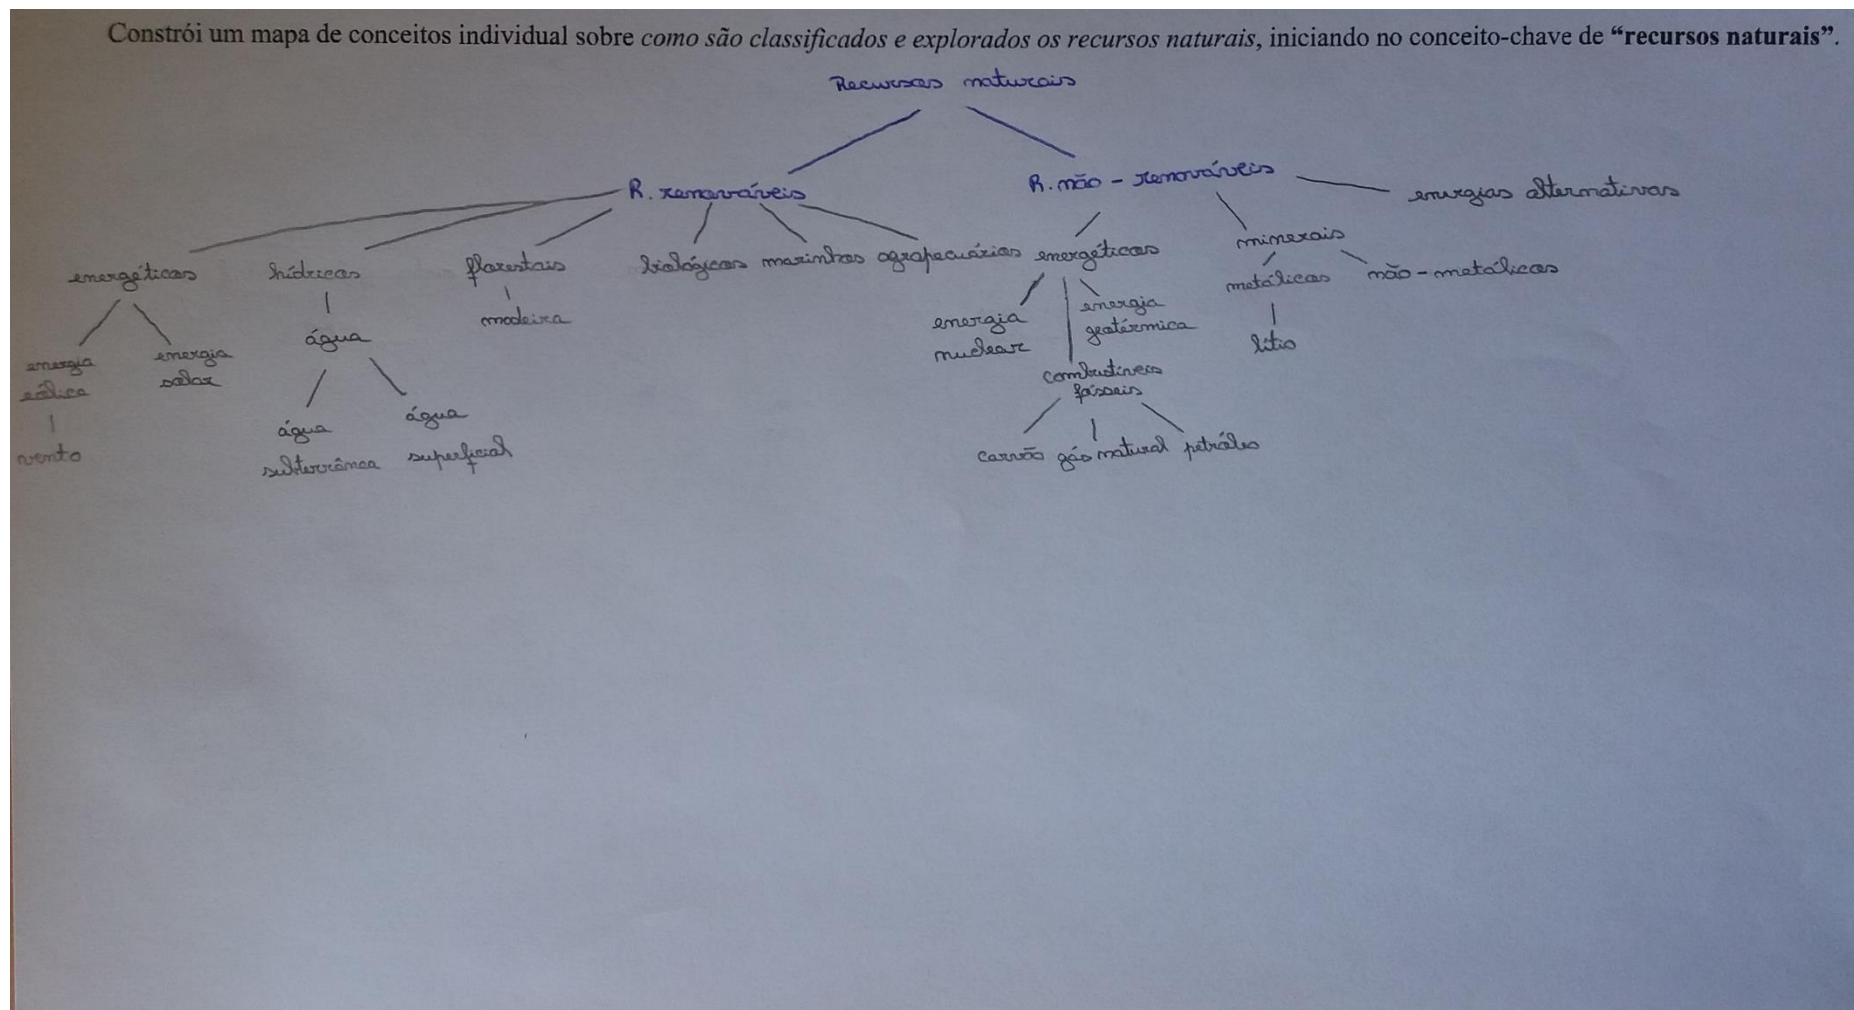 Constrói um mapa de conceitos individual sobre como são classificados e explorados os recursos naturais, iniciando no conceito-chave de “recursos naturais”.
Recursos naturais
R. renováveis
R. não - renováveis
energias alternativas
energéticos
hídricos
florestais
biológicos
marinhos
agropecuários
energéticos
minerais
energia
eólica
vento
energia
solar
água
água
subterrânea
água
superficial
madeira
energia
nuclear
energia
geotérmica
combustíveis
fósseis
carvão
gás natural
petróleo
metálicos
não - metálicos
lítio